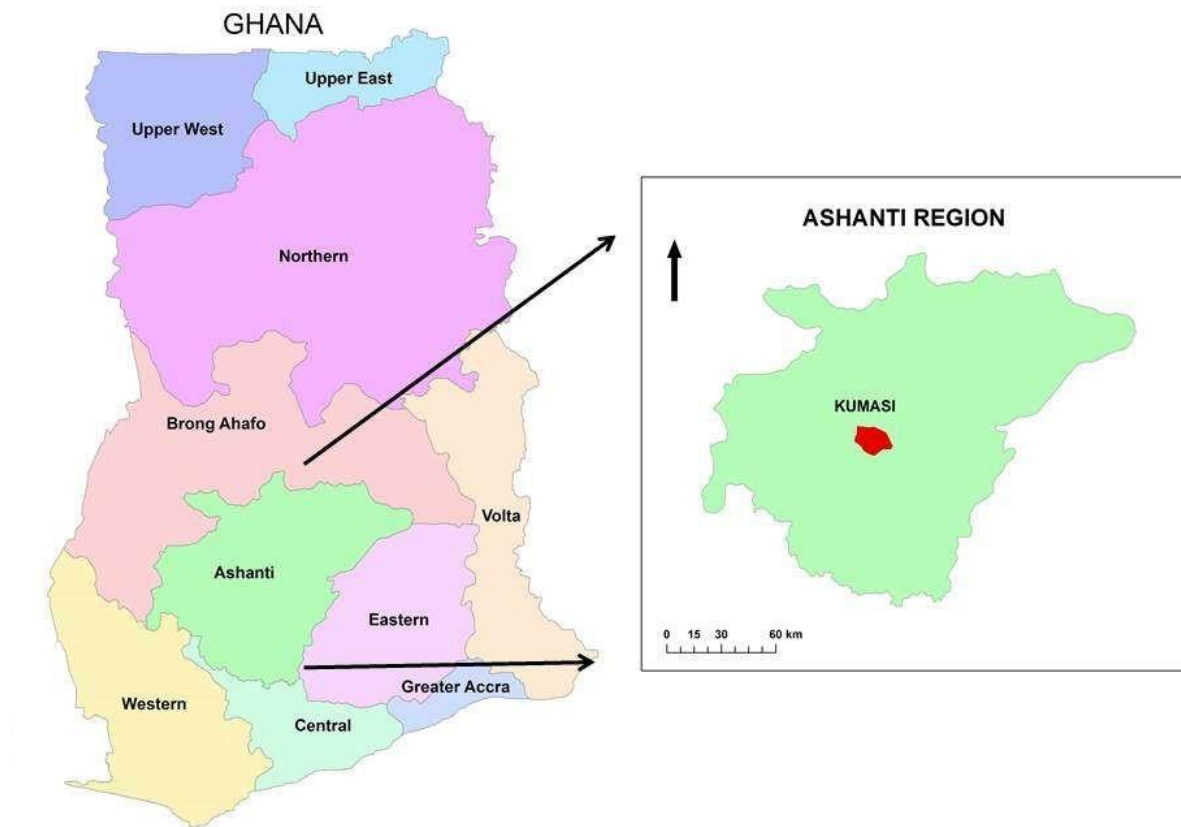 GHANA
Upper East
Upper West
Northern
Brong Ahafo
Volta
Ashanti
Eastern
Greater Accra
Western
Central
ASHANTI REGION
KUMASI
0 15 30 60 km